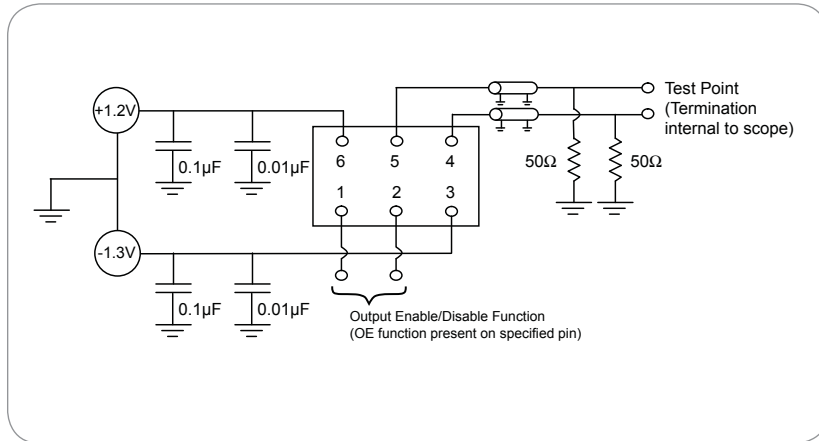 +1.2V
Test Point
(Termination
internal to scope)
0.1µF
0.01µF
6 5 4
50Ω
50Ω
1 2 3
-1.3V
0.1µF
0.01µF
Output Enable/Disable Function
(OE function present on specified pin)